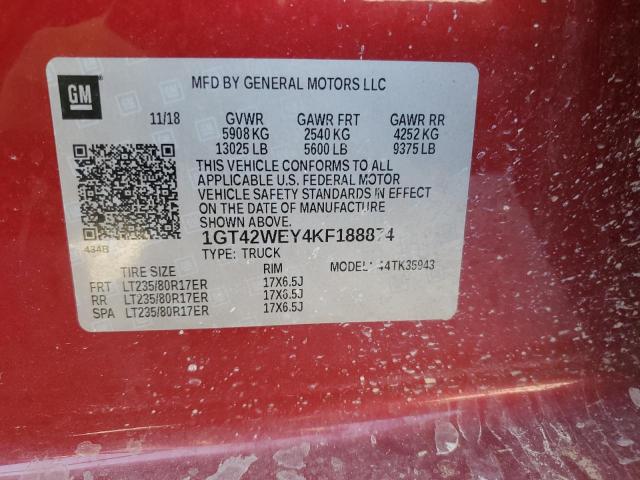 GM
MFD BY GENERAL MOTORS LLC
11/18 GVWR GAWR FRT GAWR RR
5908 KG 2540 KG 4252 KG
13025 LB 5600 LB 9375 LB
THIS VEHICLE CONFORMS TO ALL
APPLICABLE U.S. FEDERAL MOTOR
VEHICLE SAFETY STANDARDS IN EFFECT
ON THE DATE OF MANUFACTURE
SHOWN ABOVE.
434B
1GT42WEY4KF188874
TYPE: TRUCK
TIRE SIZE RIM MODEL: 44TK35943
FRT LT235/80R17ER 17X6.5J
RR LT235/80R17ER 17X6.5J
SPA LT235/80R17ER 17X6.5J